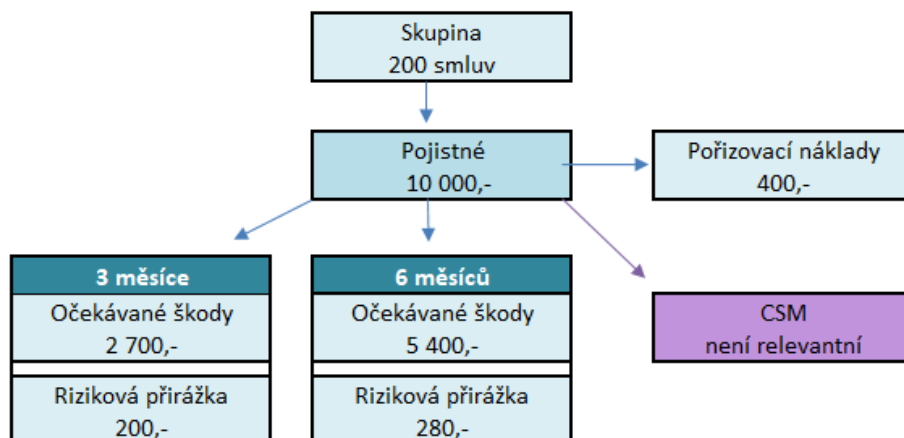 Skupina
200 smluv
Pojistné
10 000,-
Pořizovací náklady
400,-
3 měsíce
Očekávané škody
2 700,-
Riziková přirážka
200,-
6 měsíců
Očekávané škody
5 400,-
Riziková přirážka
280,-
CSM
není relevantní